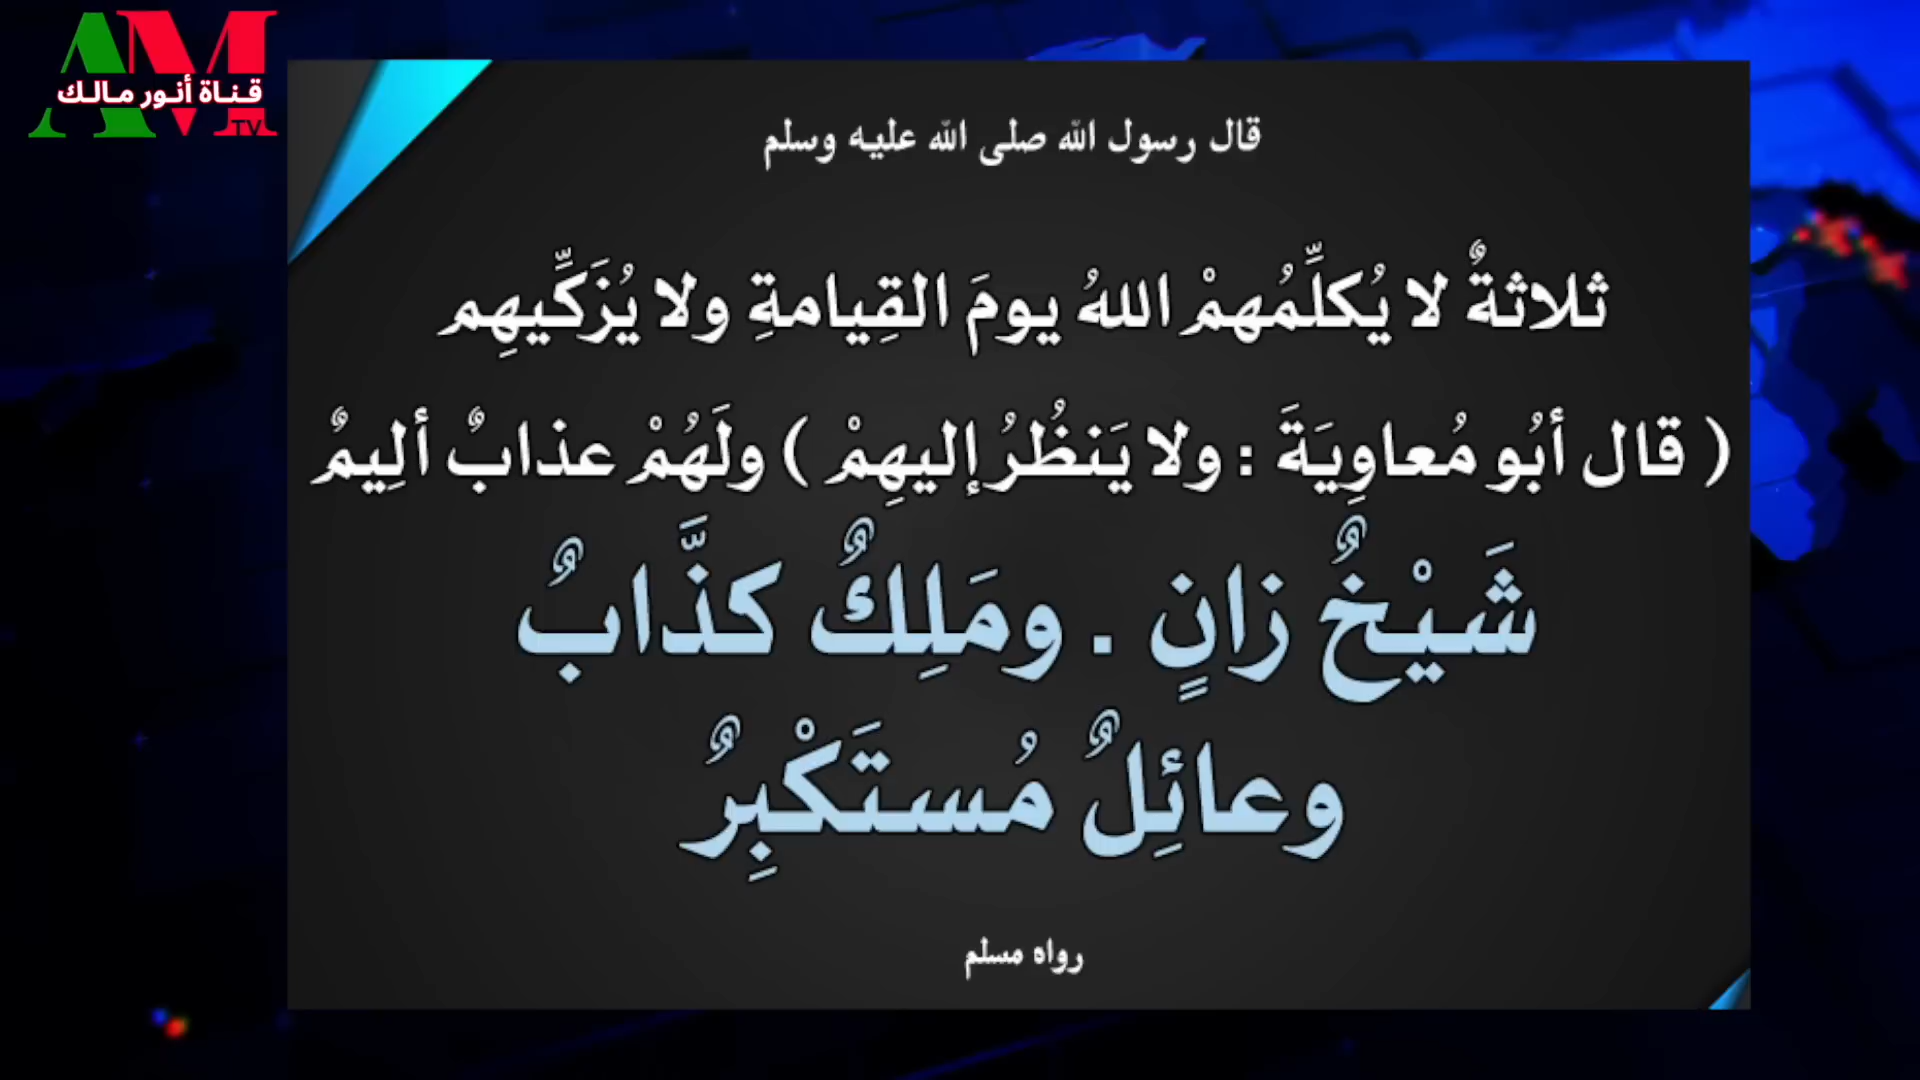 AM
قناة أنور مالك
TV
قال رسول الله صلى الله عليه وسلم
ثلاثةٌ لا يُكلِّمُهمْ اللهُ يومَ القِيامةِ ولا يُزَكِّيهِم
( قال أبُو مُعاوِيَةَ : ولا يَنظُرُ إليهِمْ ) ولَهُمْ عذابٌ ألِيمٌ
شَيْخٌ زانٍ . ومَلِكٌ كذَّابٌ
وعائِلٌ مُستَكْبِرٌ
رواه مسلم